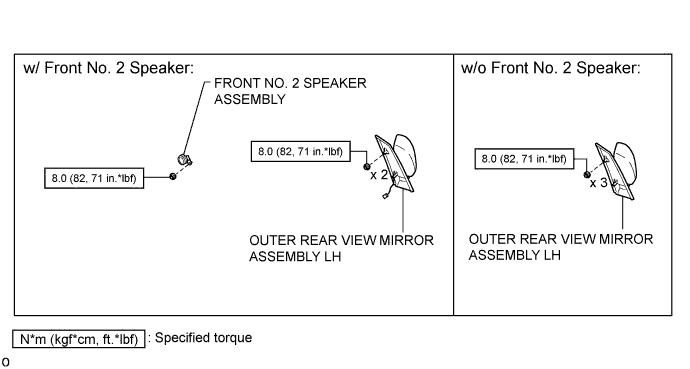 w/ Front No. 2 Speaker:
FRONT NO. 2 SPEAKER
ASSEMBLY
8.0 (82, 71 in.*lbf)
8.0 (82, 71 in.*lbf)
x 2
OUTER REAR VIEW MIRROR
ASSEMBLY LH
w/o Front No. 2 Speaker:
8.0 (82, 71 in.*lbf)
x 3
OUTER REAR VIEW MIRROR
ASSEMBLY LH
N*m (kgf*cm, ft.*lbf) : Specified torque
O